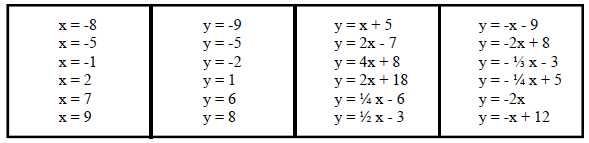 x = -8 y = -9 y = x + 5 y = -x - 9
x = -5 y = -5 y = 2x - 7 y = -2x + 8
x = -1 y = -2 y = 4x + 8 y = - ⅓ x - 3
x = 2 y = 1 y = 2x + 18 y = - ¼ x + 5
x = 7 y = 6 y = ¼ x - 6 y = -2x
x = 9 y = 8 y = ½ x - 3 y = -x + 12